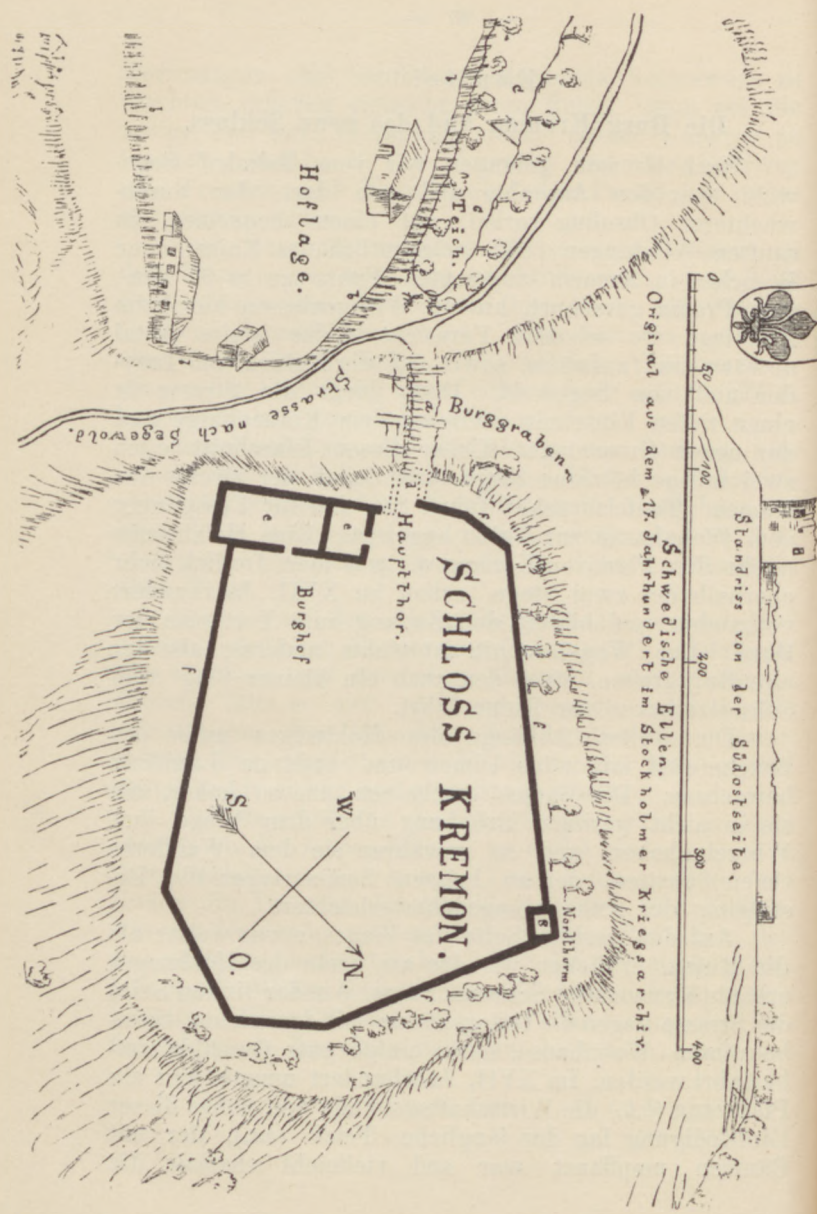 SCHLOSS KREMON.
Standriss von der Südostseite.
0 50 100 200 300 400
Schwedische Ellen.
Original aus dem 17. Jahrhundert im Stockholmer Kriegsarchiv.
Burggraben
Nordthurm
Hauptthor.
Burghof
Hoflage.
Teich.
Strasse nach Segewold.
W.
N.
S.
O.
a
c
c
d
e
e
f
f
f
f
f
g